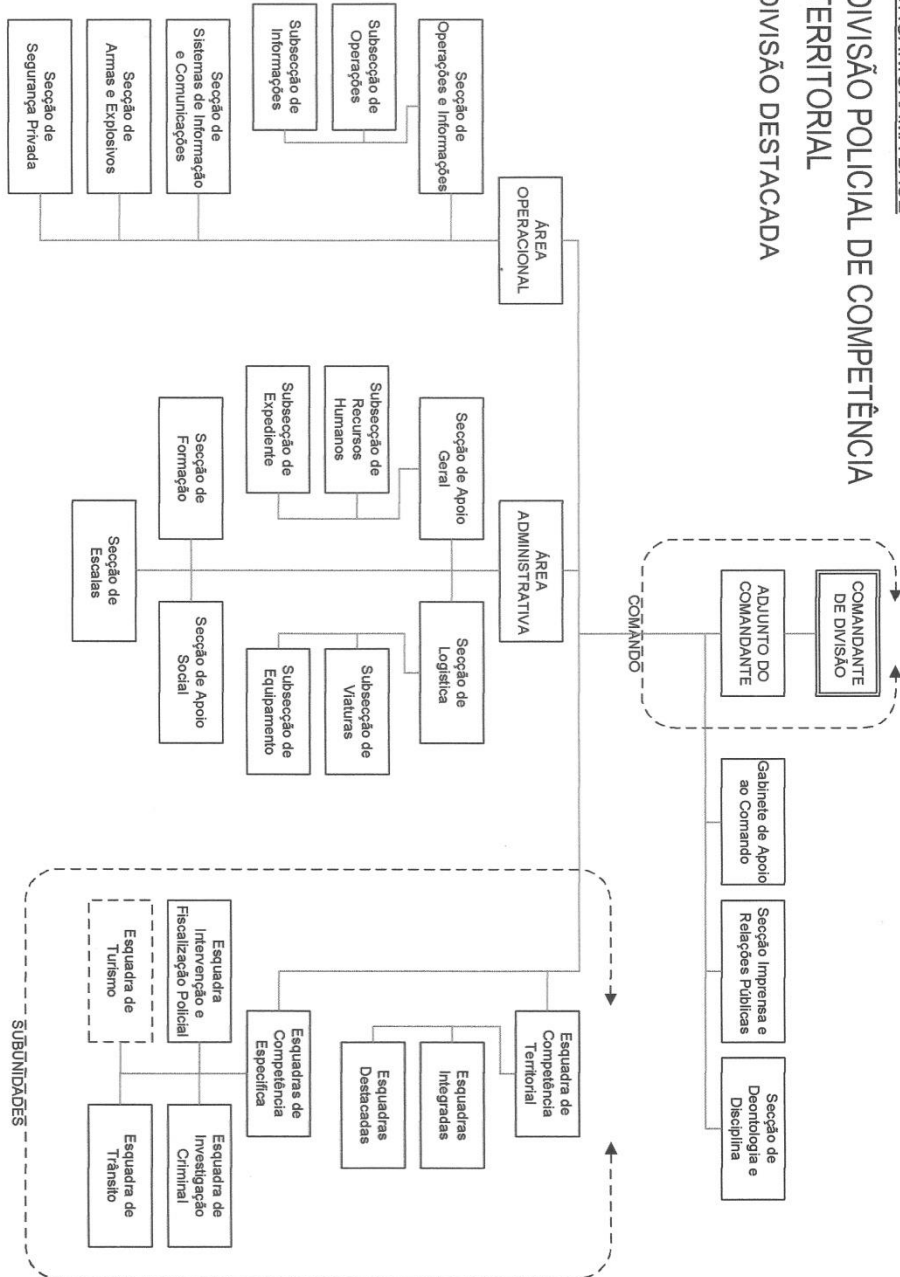 DIVISÃO POLICIAL DE COMPETÊNCIA
TERRITORIAL
DIVISÃO DESTACADA
COMANDANTE
DE DIVISÃO
ADJUNTO DO
COMANDANTE
COMANDO
Gabinete de Apoio
ao Comando
Secção Imprensa e
Relações Públicas
Secção de
Deontologia e
Disciplina
ÁREA
OPERACIONAL
Secção de
Operações e Informações
Subsecção de
Operações
Subsecção de
Informações
Secção de
Sistemas de Informação
e Comunicações
Secção de
Armas e Explosivos
Secção de
Segurança Privada
ÁREA
ADMINISTRATIVA
Secção de Apoio
Geral
Subsecção de
Recursos
Humanos
Subsecção de
Expediente
Secção de
Logística
Subsecção de
Viaturas
Subsecção de
Equipamento
Secção de
Formação
Secção de Apoio
Social
Secção de
Escalas
Esquadra de
Competência
Territorial
Esquadras
Integradas
Esquadras
Destacadas
Esquadras de
Competência
Específica
Esquadra
Intervenção e
Fiscalização Policial
Esquadra de
Investigação
Criminal
Esquadra de
Turismo
Esquadra de
Trânsito
SUBUNIDADES